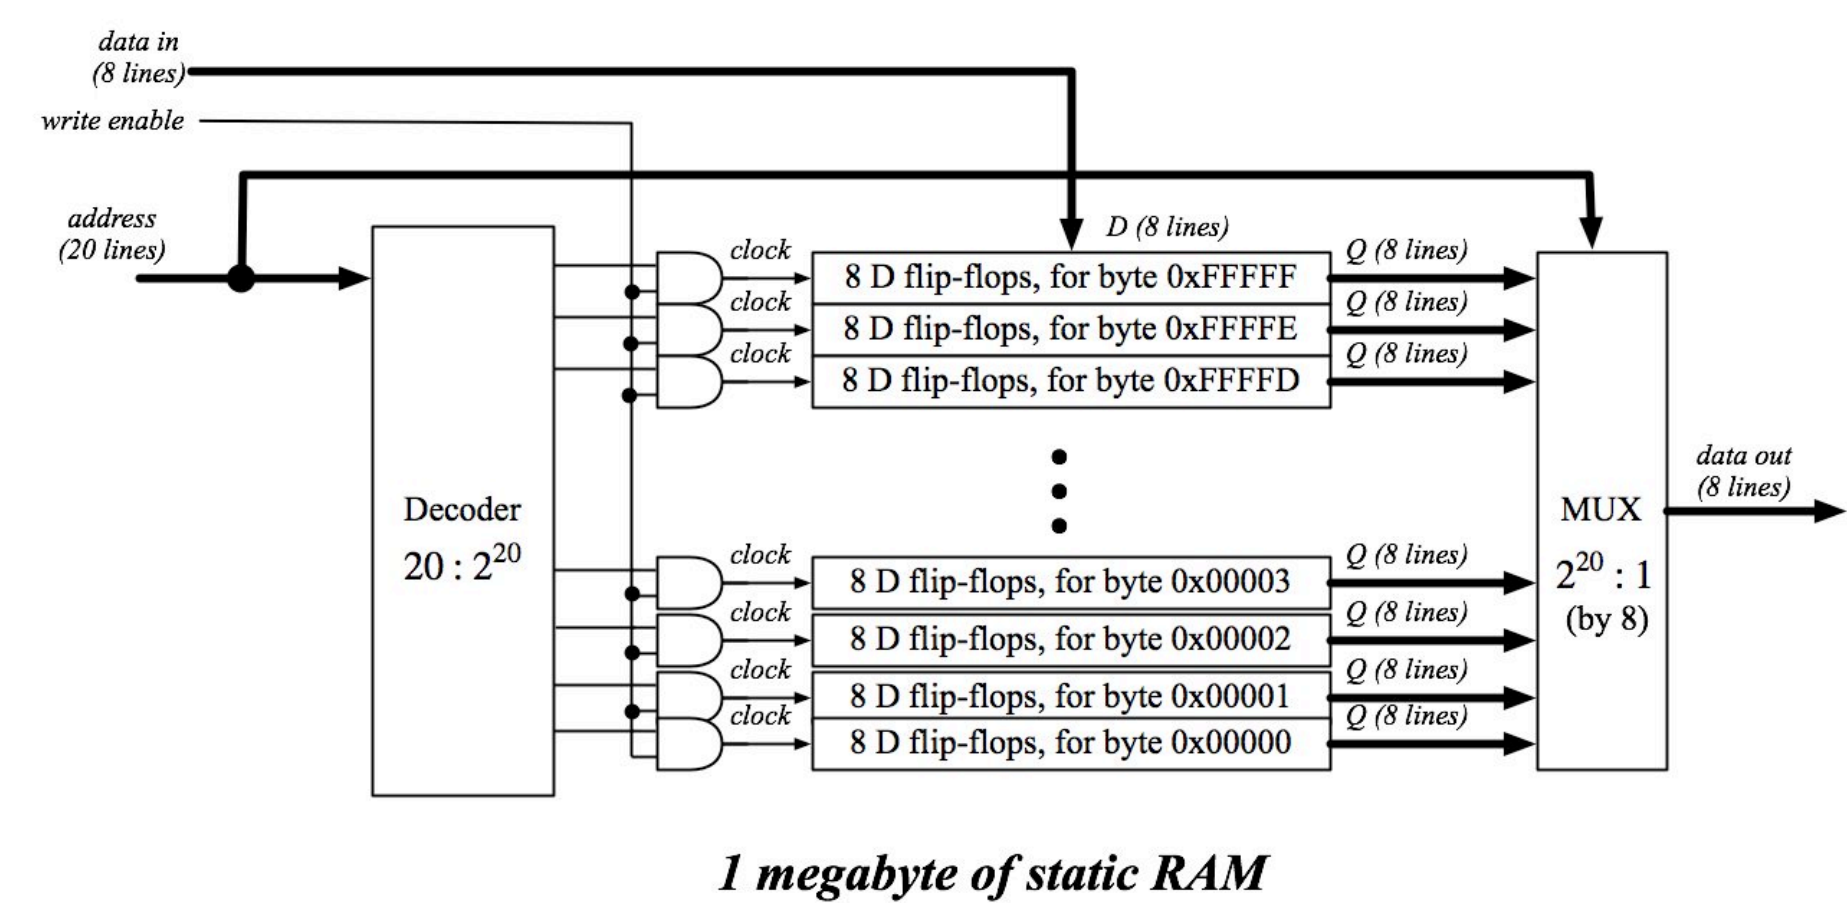 data in
(8 lines)
write enable
address
(20 lines)
D (8 lines)
clock
8 D flip-flops, for byte 0xFFFFF
Q (8 lines)
clock
8 D flip-flops, for byte 0xFFFFE
Q (8 lines)
clock
8 D flip-flops, for byte 0xFFFFD
Q (8 lines)
Decoder
20 : 2^20
MUX
2^20 : 1
(by 8)
data out
(8 lines)
clock
8 D flip-flops, for byte 0x00003
Q (8 lines)
clock
8 D flip-flops, for byte 0x00002
Q (8 lines)
clock
8 D flip-flops, for byte 0x00001
Q (8 lines)
clock
8 D flip-flops, for byte 0x00000
Q (8 lines)
1 megabyte of static RAM